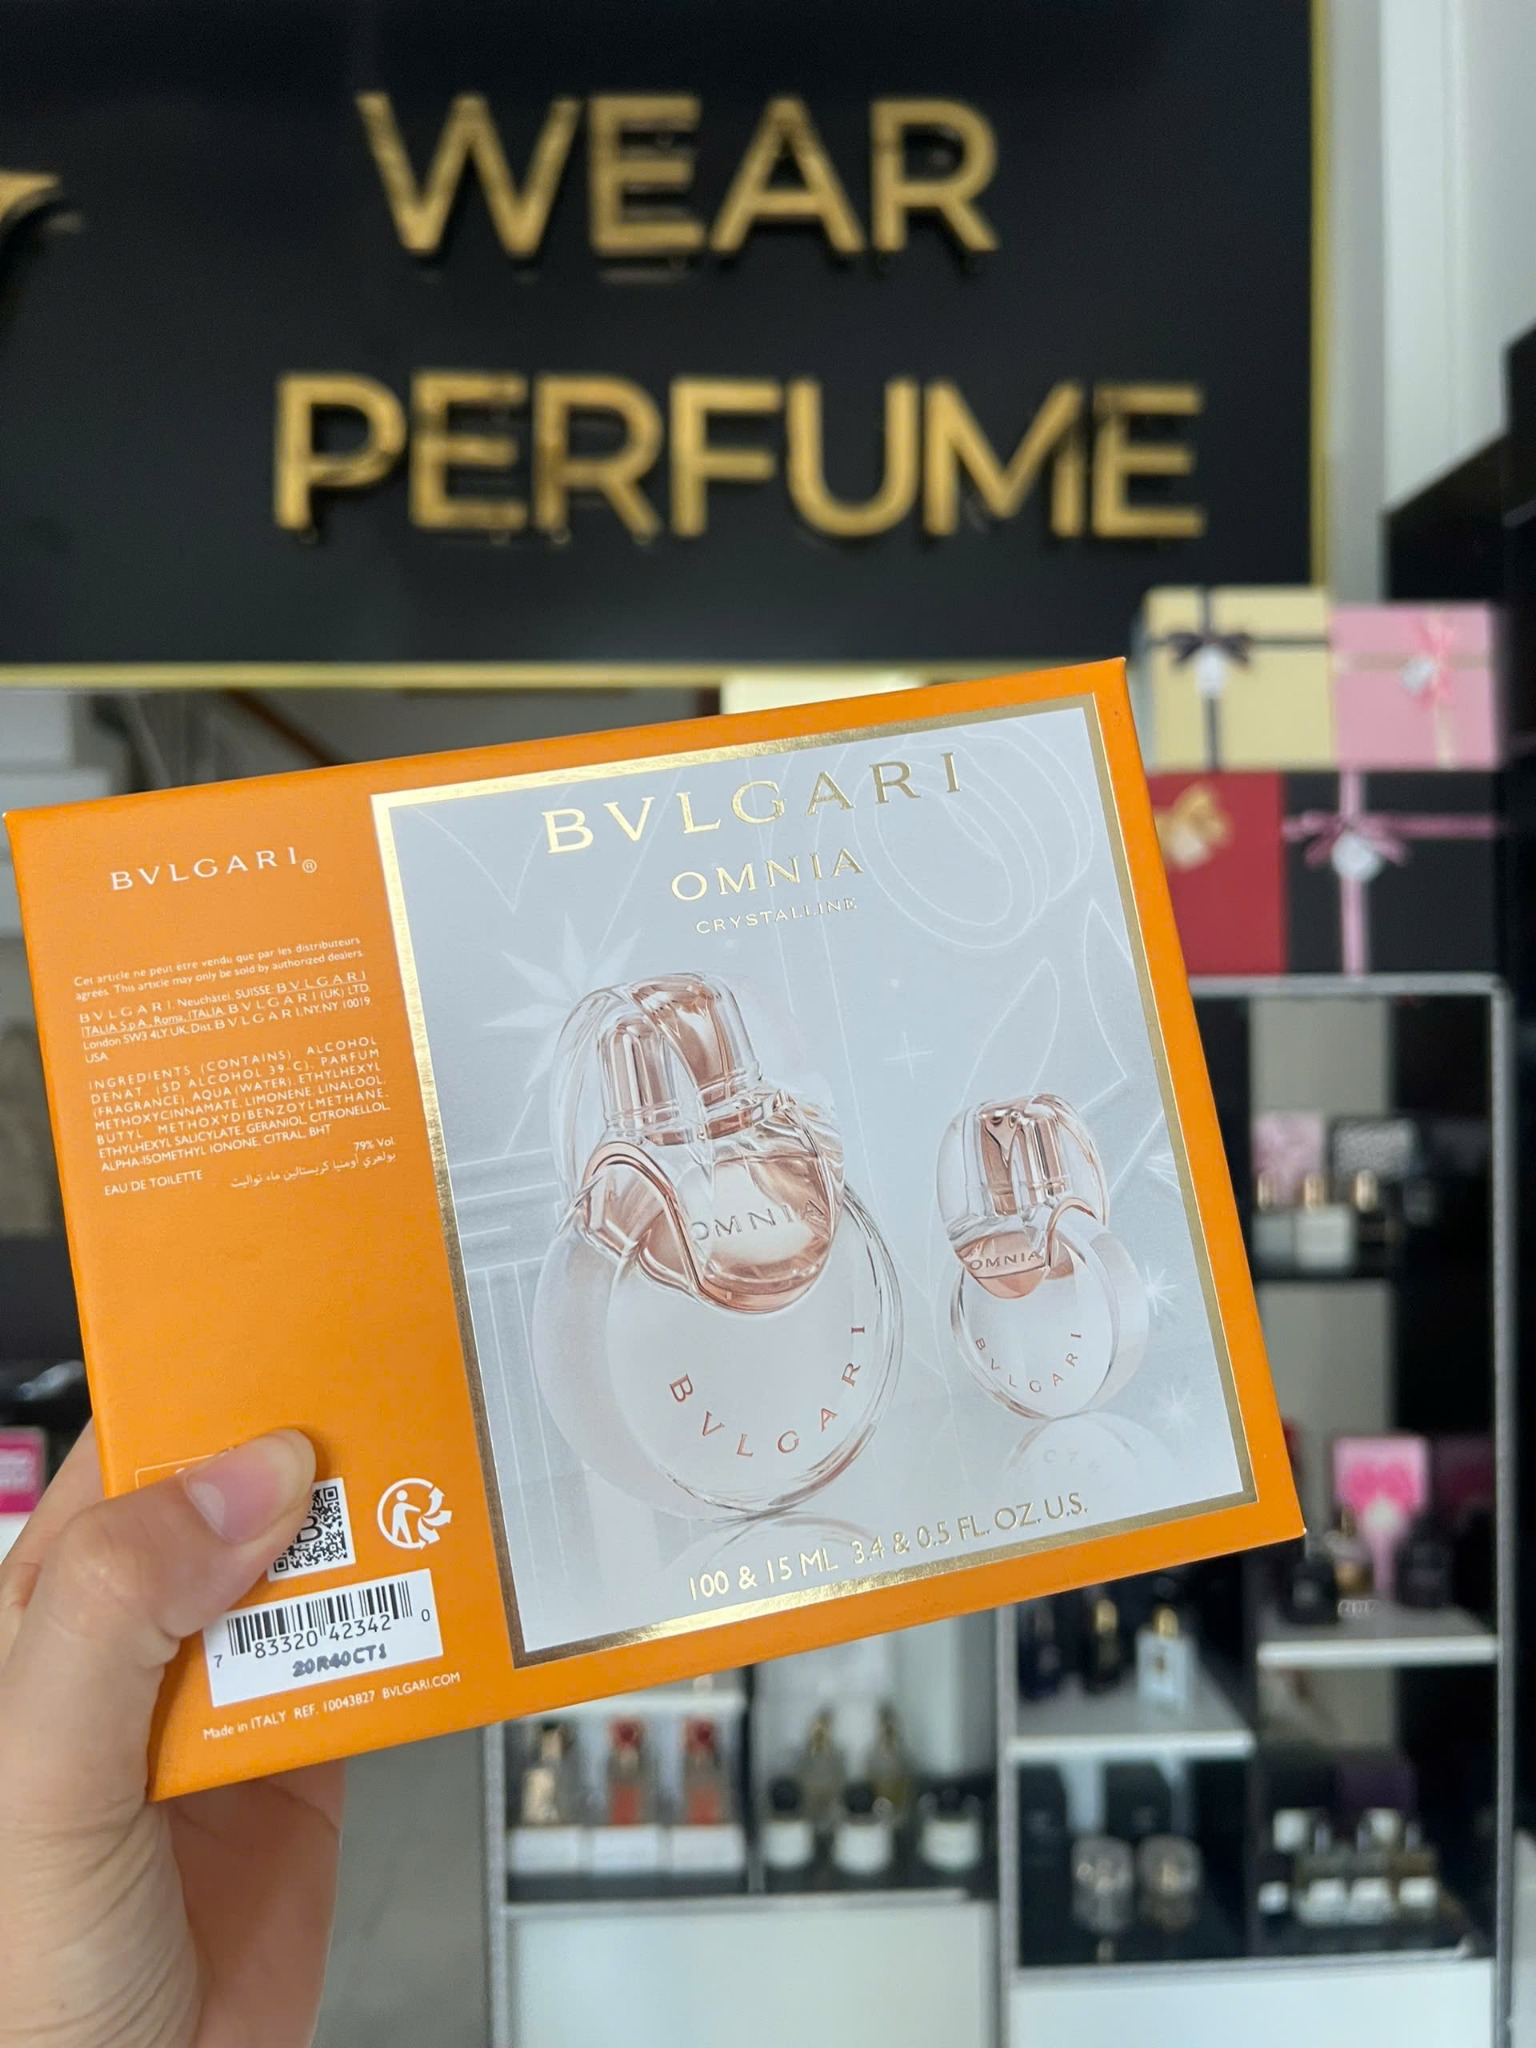 WEAR
PERFUME
BVLGARI®
Cet article ne peut être vendu que par les distributeurs
agréés. This article may only be sold by authorized dealers.
BVLGARI, Neuchâtel, SUISSE. BVLGARI
ITALIA S.p.A., Roma, ITALIA. BVLGARI (UK) LTD.
London SW3 4LY UK. Dist. BVLGARI, NY, NY 10019
USA
INGREDIENTS (CONTAINS), ALCOHOL
DENAT. (SD ALCOHOL 39-C), PARFUM
(FRAGRANCE), AQUA (WATER), ETHYLHEXYL
METHOXYCINNAMATE, LIMONENE, LINALOOL,
BUTYL METHOXYDIBENZOYLMETHANE,
ETHYLHEXYL SALICYLATE, GERANIOL, CITRONELLOL,
ALPHA-ISOMETHYL IONONE, CITRAL, BHT
79% Vol.
EAU DE TOILETTE بولغري أومنيا كريستالين ماء تواليت
7 83320 42342 0
20R40CT1
Made in ITALY REF. 10043827 BVLGARI.COM
BVLGARI
OMNIA
CRYSTALLINE
OMNIA
BVLGARI
OMNIA
BVLGARI
100 & 15 ML 3.4 & 0.5 FL. OZ. U.S.